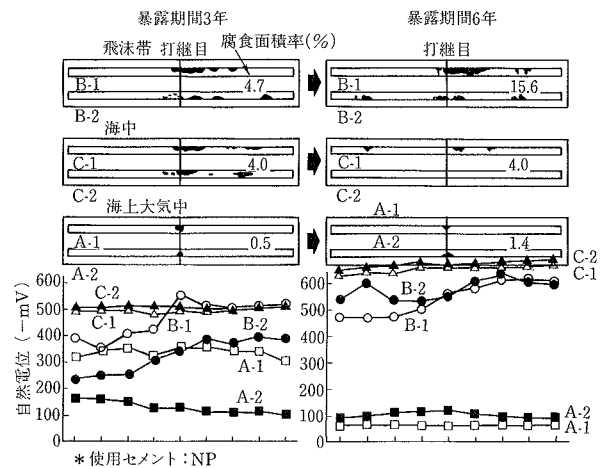 暴露期間3年
暴露期間6年
飛沫帯 打継目 腐食面積率(%)
打継目
B-1
4.7
B-2
B-1
15.6
B-2
海中
C-1
4.0
C-2
C-1
4.0
C-2
海上大気中
A-1
0.5
A-2
A-1
A-2
1.4
自然電位(-mV)
600
500
400
300
200
100
0
C-2
C-1
B-1
B-2
A-1
A-2
600
500
400
300
200
100
0
C-2
C-1
B-2
B-1
A-2
A-1
*使用セメント:NP